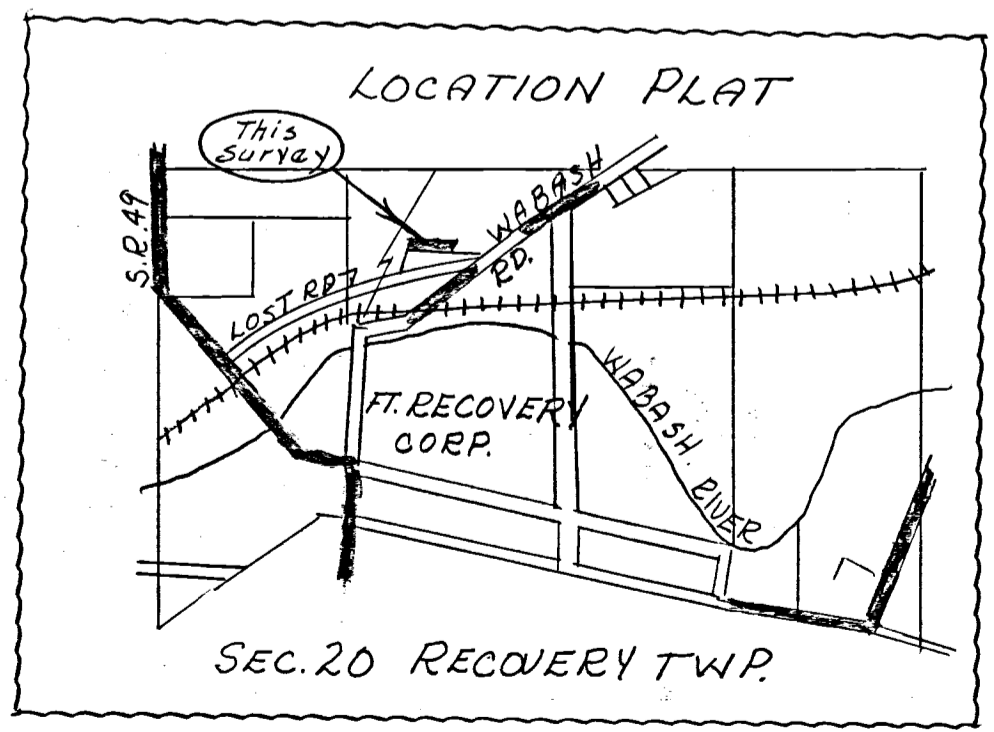 LOCATION PLAT
This
Survey
S.R. 49
WABASH
RD.
LOST RD
FT. RECOVERY
CORP.
WABASH RIVER
SEC. 20 RECOVERY TWP.